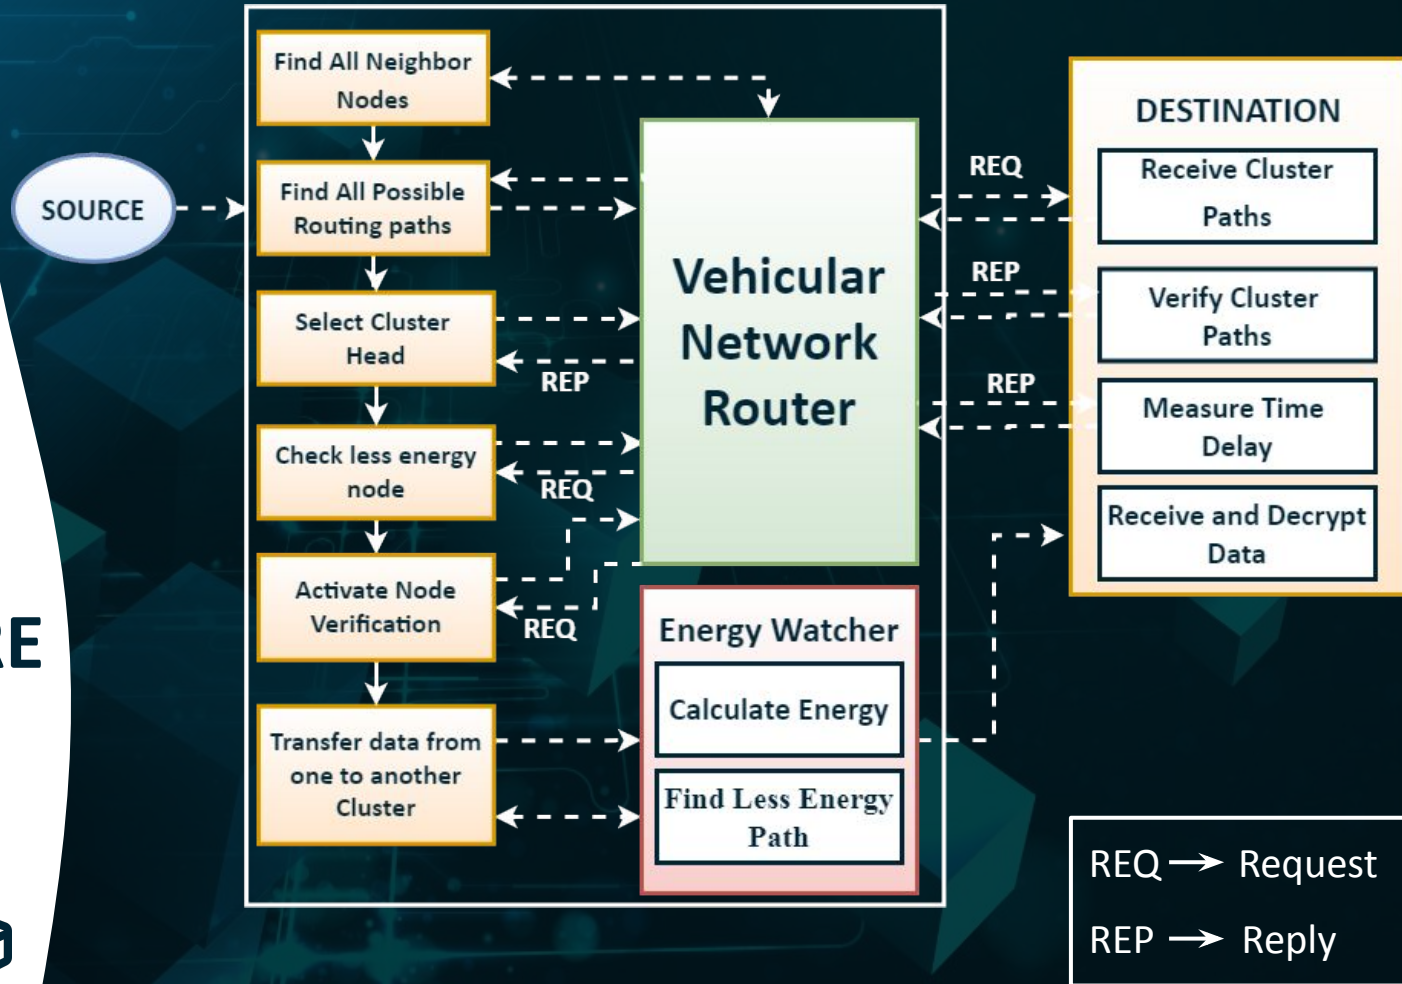 SOURCE
Find All Neighbor
Nodes
Find All Possible
Routing paths
Select Cluster
Head
Check less energy
node
Activate Node
Verification
Transfer data from
one to another
Cluster
REP
REQ
REQ
Vehicular
Network
Router
Energy Watcher
Calculate Energy
Find Less Energy
Path
REQ
REP
REP
DESTINATION
Receive Cluster
Paths
Verify Cluster
Paths
Measure Time
Delay
Receive and Decrypt
Data
RE
REQ → Request
REP → Reply